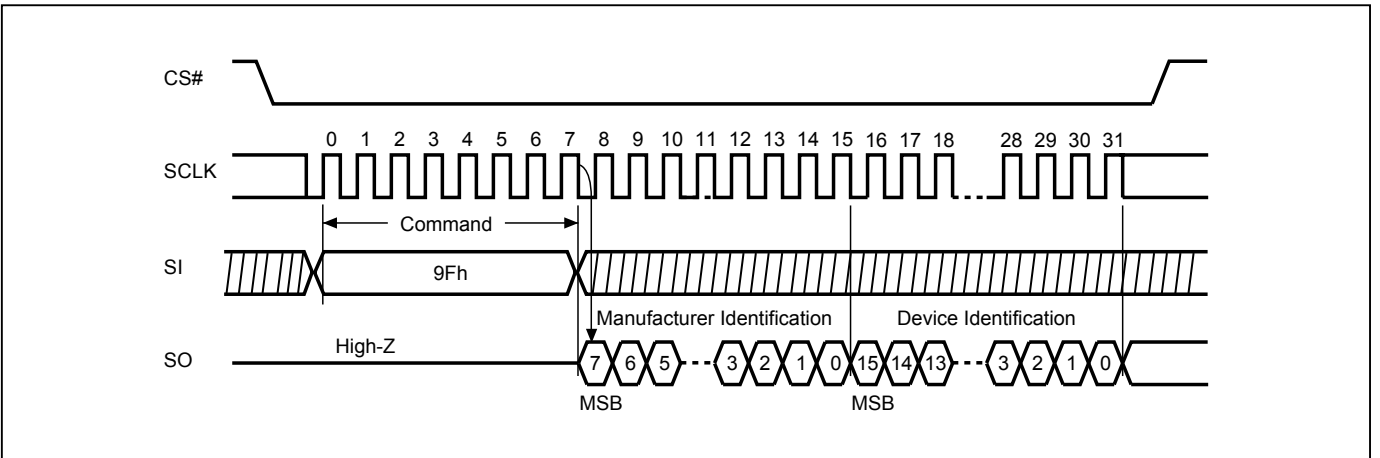 CS#
0 1 2 3 4 5 6 7 8 9 10 11 12 13 14 15 16 17 18 28 29 30 31
SCLK
Command
SI
9Fh
Manufacturer Identification Device Identification
High-Z
SO
7 6 5 3 2 1 0 15 14 13 3 2 1 0
MSB MSB